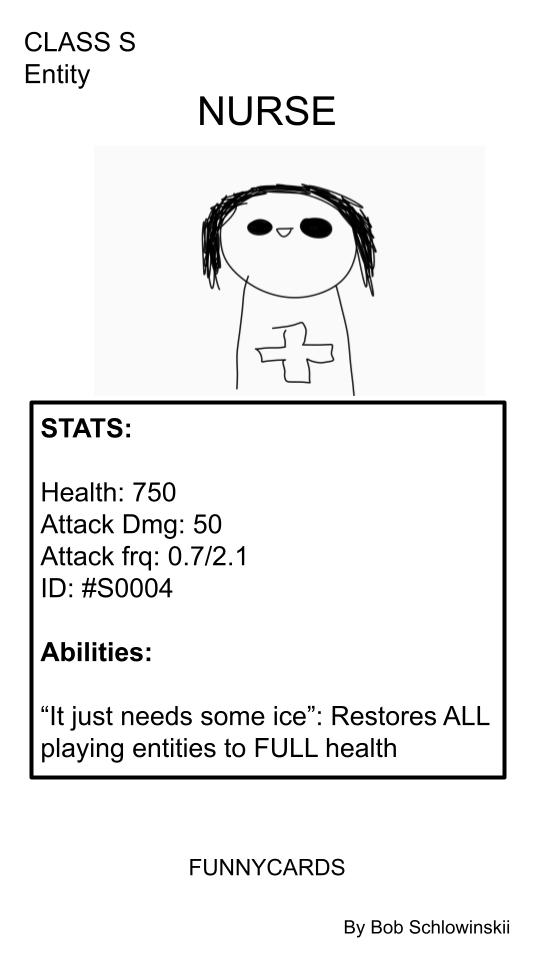 CLASS S
Entity
NURSE
STATS:
Health: 750
Attack Dmg: 50
Attack frq: 0.7/2.1
ID: #S0004
Abilities:
“It just needs some ice”: Restores ALL
playing entities to FULL health
FUNNYCARDS
By Bob Schlowinskii